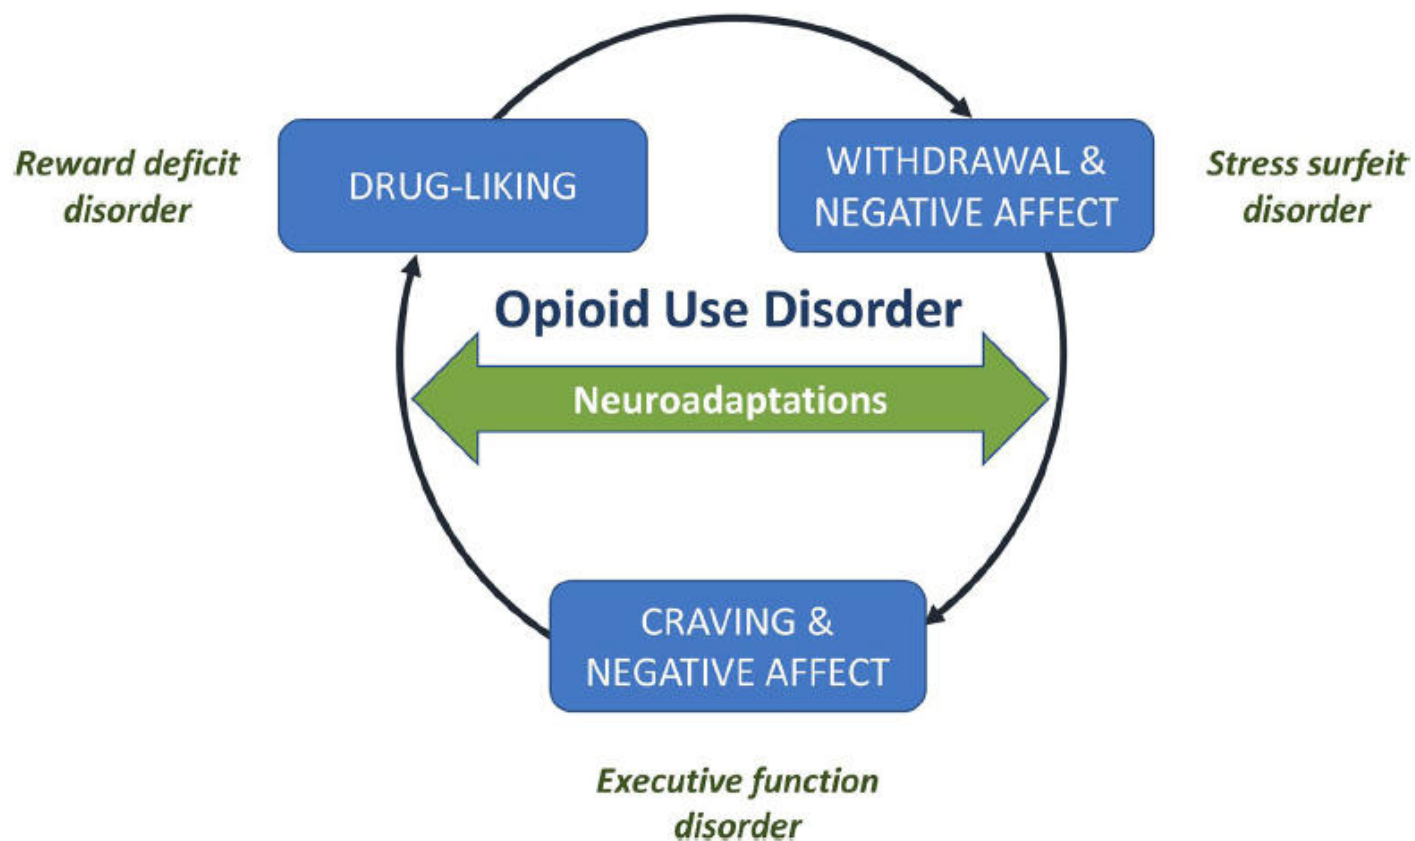 Reward deficit
disorder
DRUG-LIKING
WITHDRAWAL &
NEGATIVE AFFECT
Stress surfeit
disorder
Opioid Use Disorder
Neuroadaptations
CRAVING &
NEGATIVE AFFECT
Executive function
disorder